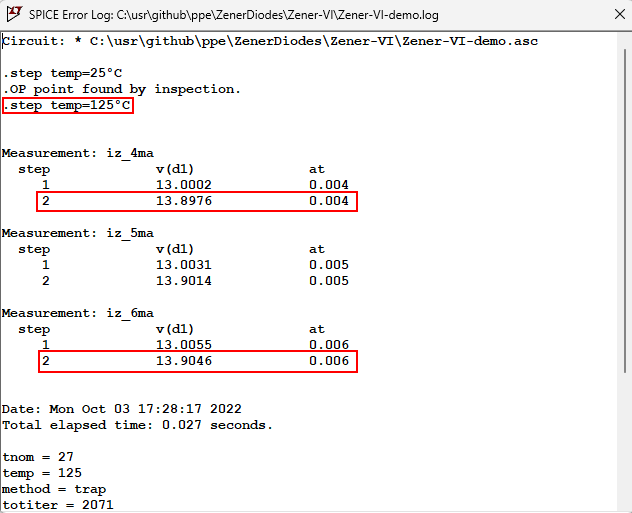 SPICE Error Log: C:\usr\github\ppe\ZenerDiodes\Zener-VI\Zener-VI-demo.log
Circuit: * C:\usr\github\ppe\ZenerDiodes\Zener-VI\Zener-VI-demo.asc
.step temp=25°C
.OP point found by inspection.
.step temp=125°C
Measurement: iz_4ma
step v(d1) at
1 13.0002 0.004
2 13.8976 0.004
Measurement: iz_5ma
step v(d1) at
1 13.0031 0.005
2 13.9014 0.005
Measurement: iz_6ma
step v(d1) at
1 13.0055 0.006
2 13.9046 0.006
Date: Mon Oct 03 17:28:17 2022
Total elapsed time: 0.027 seconds.
tnom = 27
temp = 125
method = trap
totiter = 2071